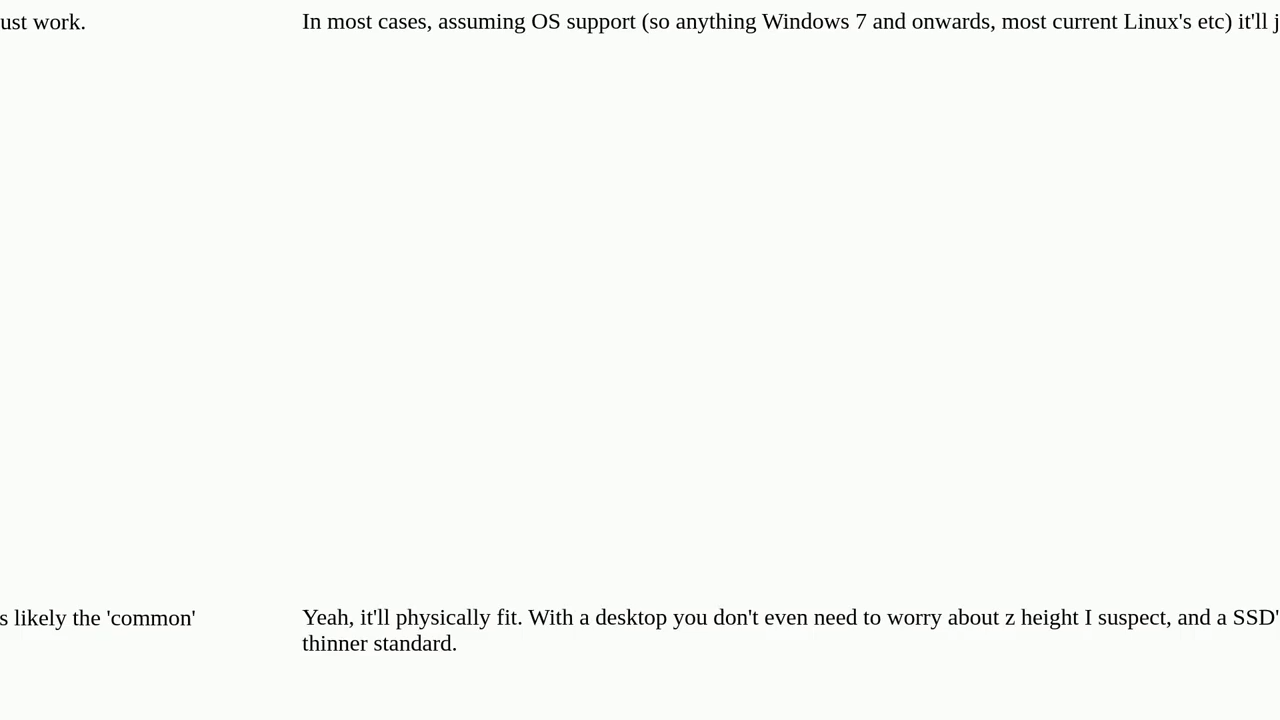 ust work.
In most cases, assuming OS support (so anything Windows 7 and onwards, most current Linux's etc) it'll j
s likely the 'common'
Yeah, it'll physically fit. With a desktop you don't even need to worry about z height I suspect, and a SSD'
thinner standard.